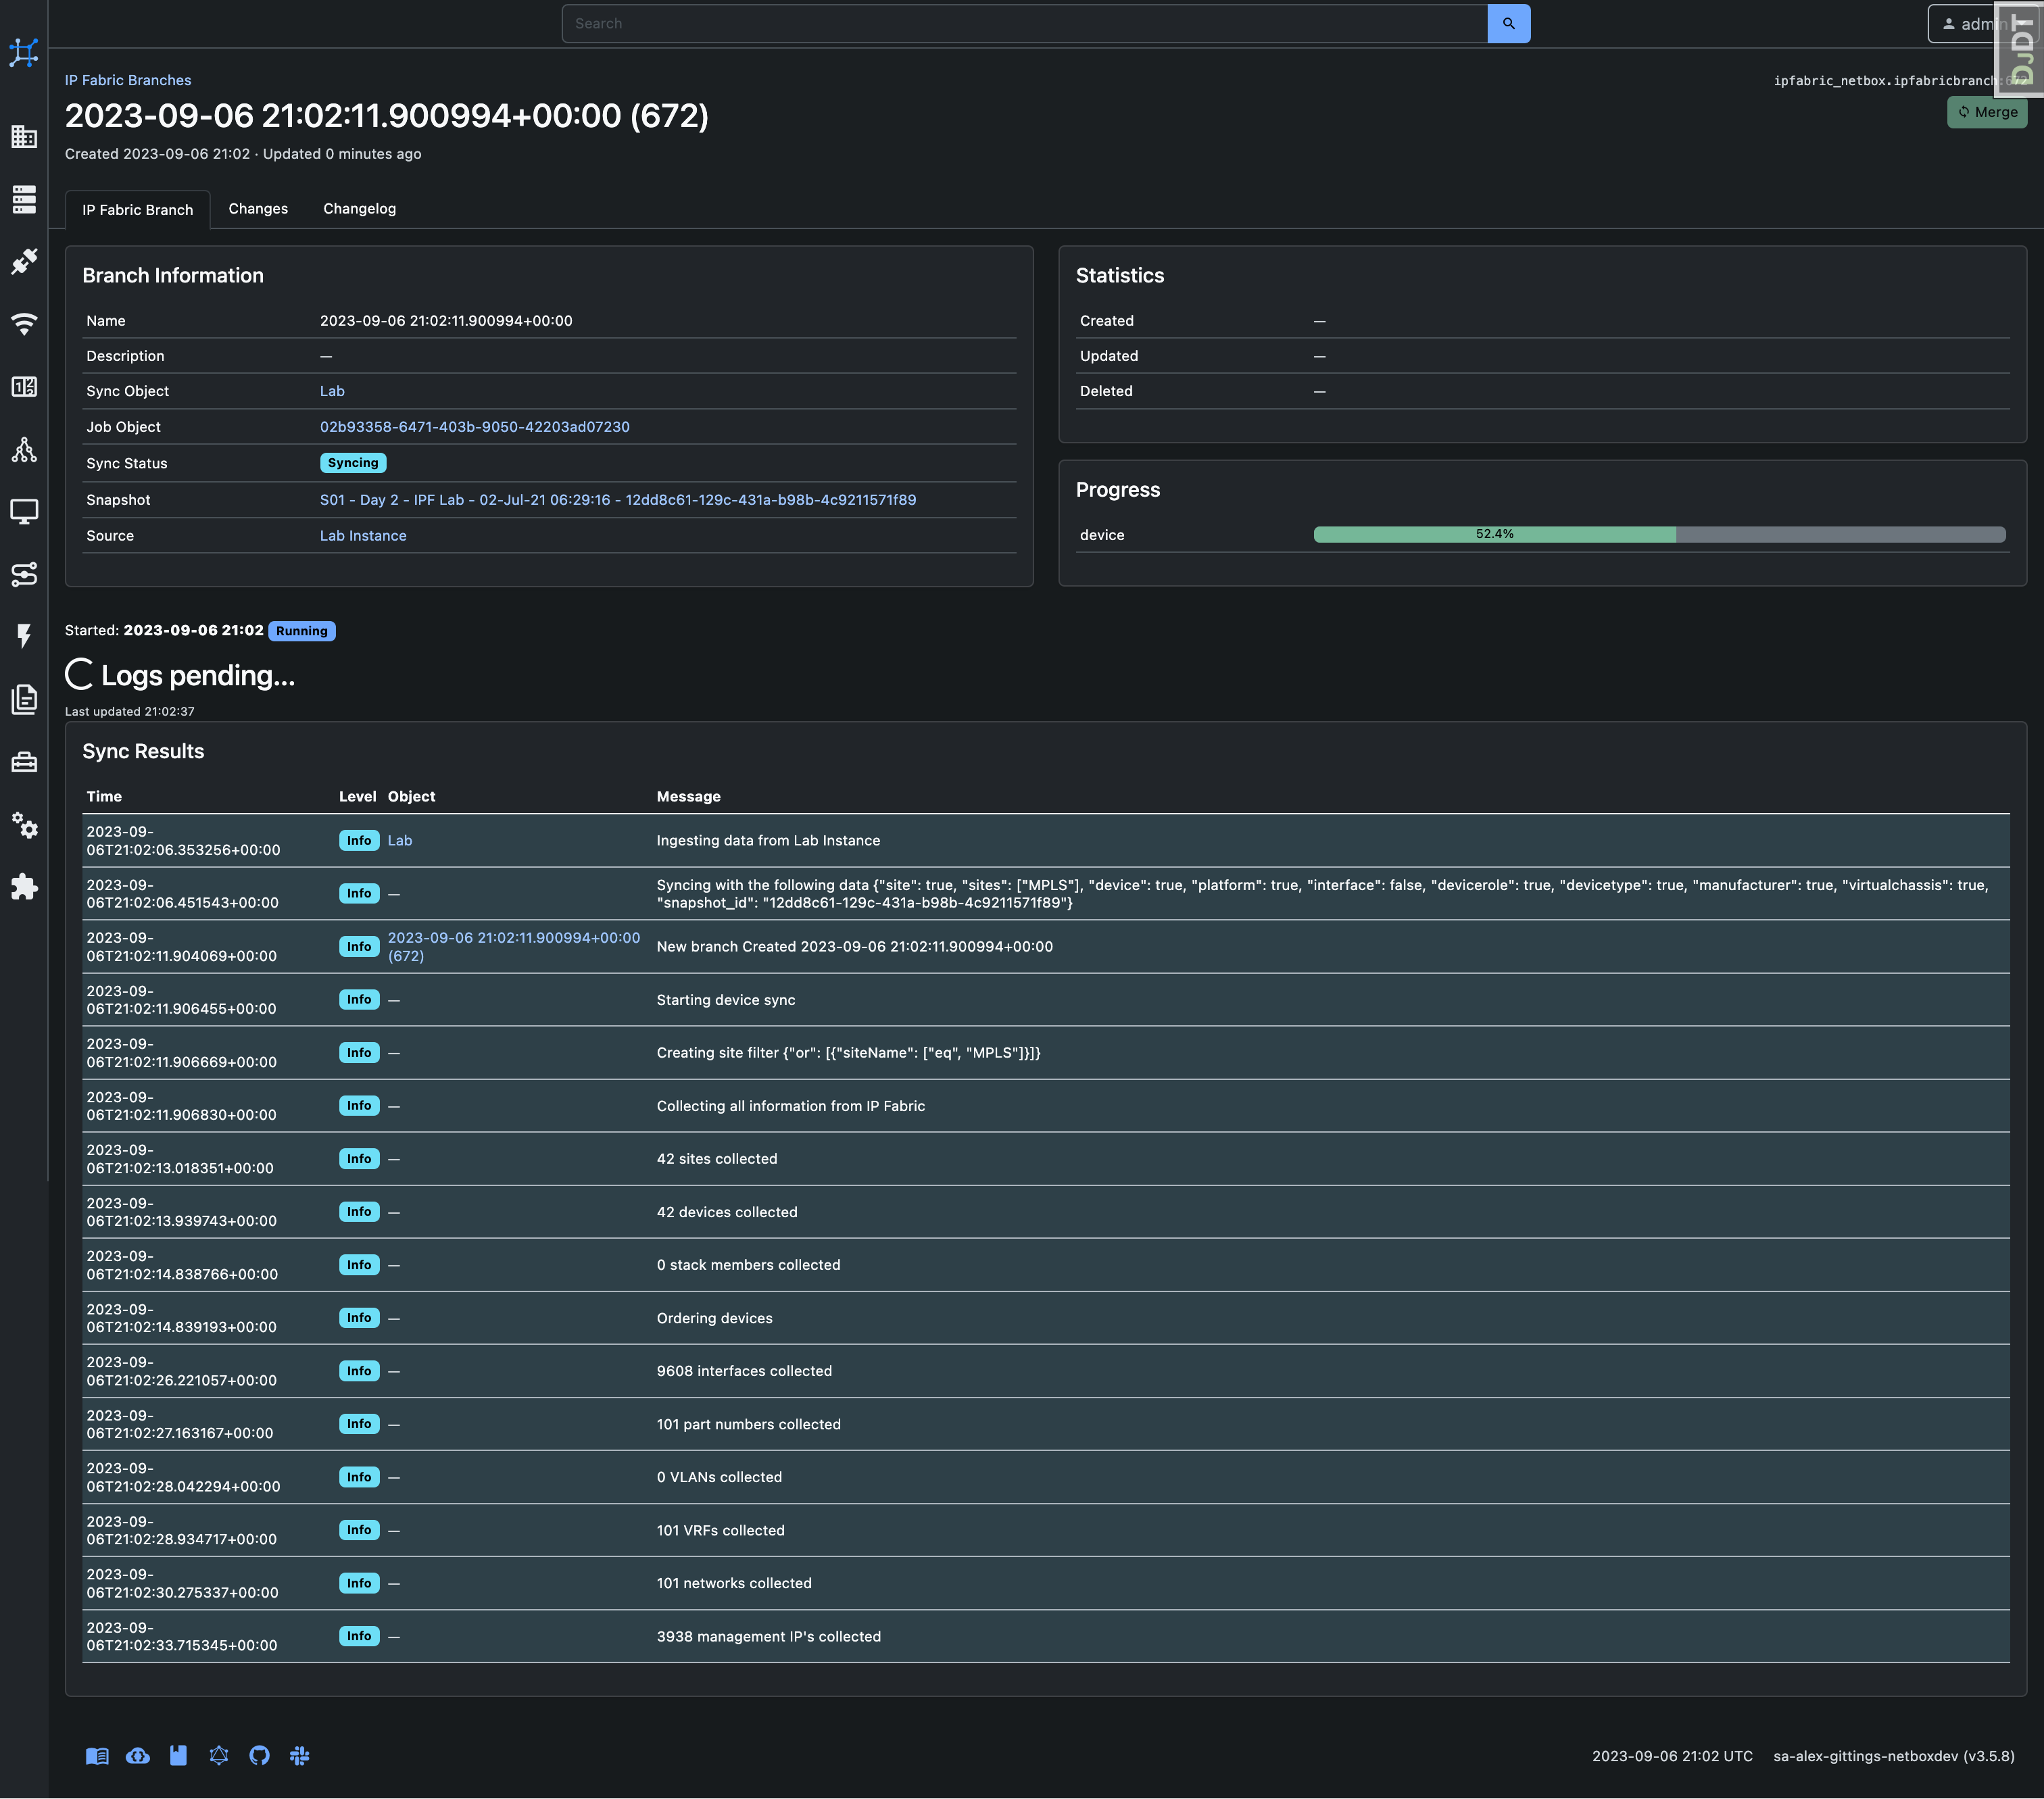 Search
admin
DjDT
IP Fabric Branches
ipfabric_netbox.ipfabricbranch:672
2023-09-06 21:02:11.900994+00:00 (672)
Merge
Created 2023-09-06 21:02 · Updated 0 minutes ago
IP Fabric Branch
Changes
Changelog
Branch Information
Name 2023-09-06 21:02:11.900994+00:00
Description —
Sync Object Lab
Job Object 02b93358-6471-403b-9050-42203ad07230
Sync Status Syncing
Snapshot S01 - Day 2 - IPF Lab - 02-Jul-21 06:29:16 - 12dd8c61-129c-431a-b98b-4c9211571f89
Source Lab Instance
Statistics
Created —
Updated —
Deleted —
Progress
device 52.4%
Started: 2023-09-06 21:02 Running
Logs pending...
Last updated 21:02:37
Sync Results
Time Level Object Message
2023-09-
06T21:02:06.353256+00:00 Info Lab Ingesting data from Lab Instance
2023-09-
06T21:02:06.451543+00:00 Info — Syncing with the following data {"site": true, "sites": ["MPLS"], "device": true, "platform": true, "interface": false, "devicerole": true, "devicetype": true, "manufacturer": true, "virtualchassis": true,
"snapshot_id": "12dd8c61-129c-431a-b98b-4c9211571f89"}
2023-09-
06T21:02:11.904069+00:00 Info 2023-09-06 21:02:11.900994+00:00
(672) New branch Created 2023-09-06 21:02:11.900994+00:00
2023-09-
06T21:02:11.906455+00:00 Info — Starting device sync
2023-09-
06T21:02:11.906669+00:00 Info — Creating site filter {"or": [{"siteName": ["eq", "MPLS"]}]}
2023-09-
06T21:02:11.906830+00:00 Info — Collecting all information from IP Fabric
2023-09-
06T21:02:13.018351+00:00 Info — 42 sites collected
2023-09-
06T21:02:13.939743+00:00 Info — 42 devices collected
2023-09-
06T21:02:14.838766+00:00 Info — 0 stack members collected
2023-09-
06T21:02:14.839193+00:00 Info — Ordering devices
2023-09-
06T21:02:26.221057+00:00 Info — 9608 interfaces collected
2023-09-
06T21:02:27.163167+00:00 Info — 101 part numbers collected
2023-09-
06T21:02:28.042294+00:00 Info — 0 VLANs collected
2023-09-
06T21:02:28.934717+00:00 Info — 101 VRFs collected
2023-09-
06T21:02:30.275337+00:00 Info — 101 networks collected
2023-09-
06T21:02:33.715345+00:00 Info — 3938 management IP's collected
2023-09-06 21:02 UTC
sa-alex-gittings-netboxdev (v3.5.8)